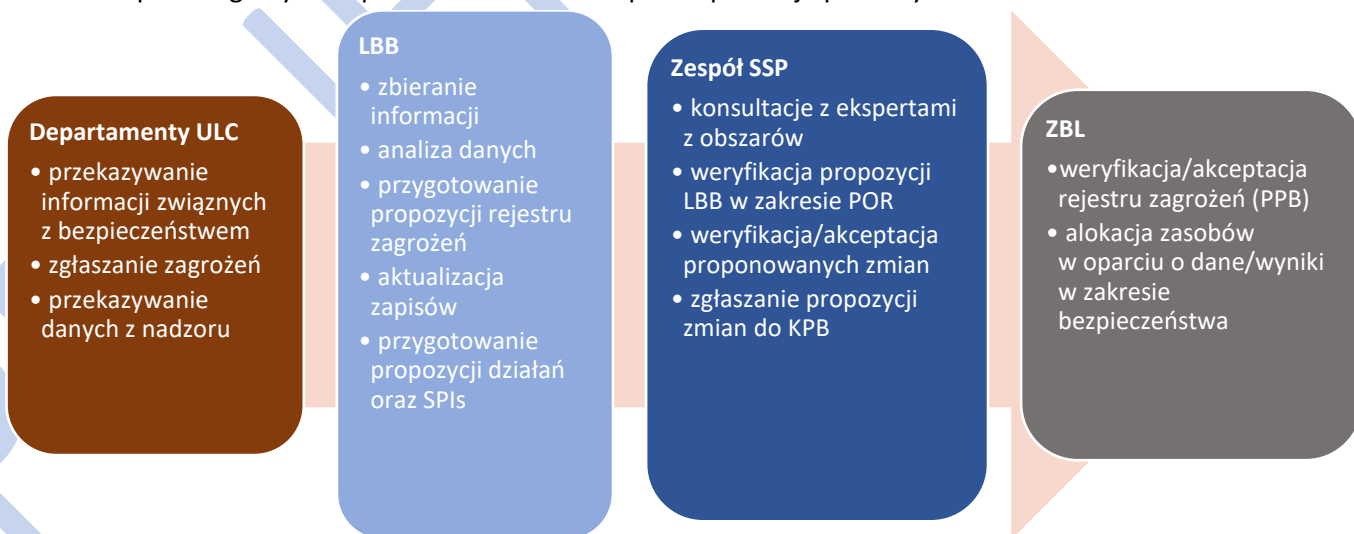 Departamenty ULC
• przekazywanie
informacji związnych
z bezpieczeństwem
• zgłaszanie zagrożeń
• przekazywanie
danych z nadzoru
LBB
• zbieranie
informacji
• analiza danych
• przygotowanie
propozycji rejestru
zagrożeń
• aktualizacja
zapisów
• przygotowanie
propozycji działań
oraz SPIs
Zespół SSP
• konsultacje z ekspertami
z obszarów
• weryfikacja propozycji
LBB w zakresie POR
• weryfikacja/akceptacja
proponowanych zmian
• zgłaszanie propozycji
zmian do KPB
ZBL
•weryfikacja/akceptacja
rejestru zagrożeń (PPB)
• alokacja zasobów
w oparciu o dane/wyniki
w zakresie
bezpieczeństwa